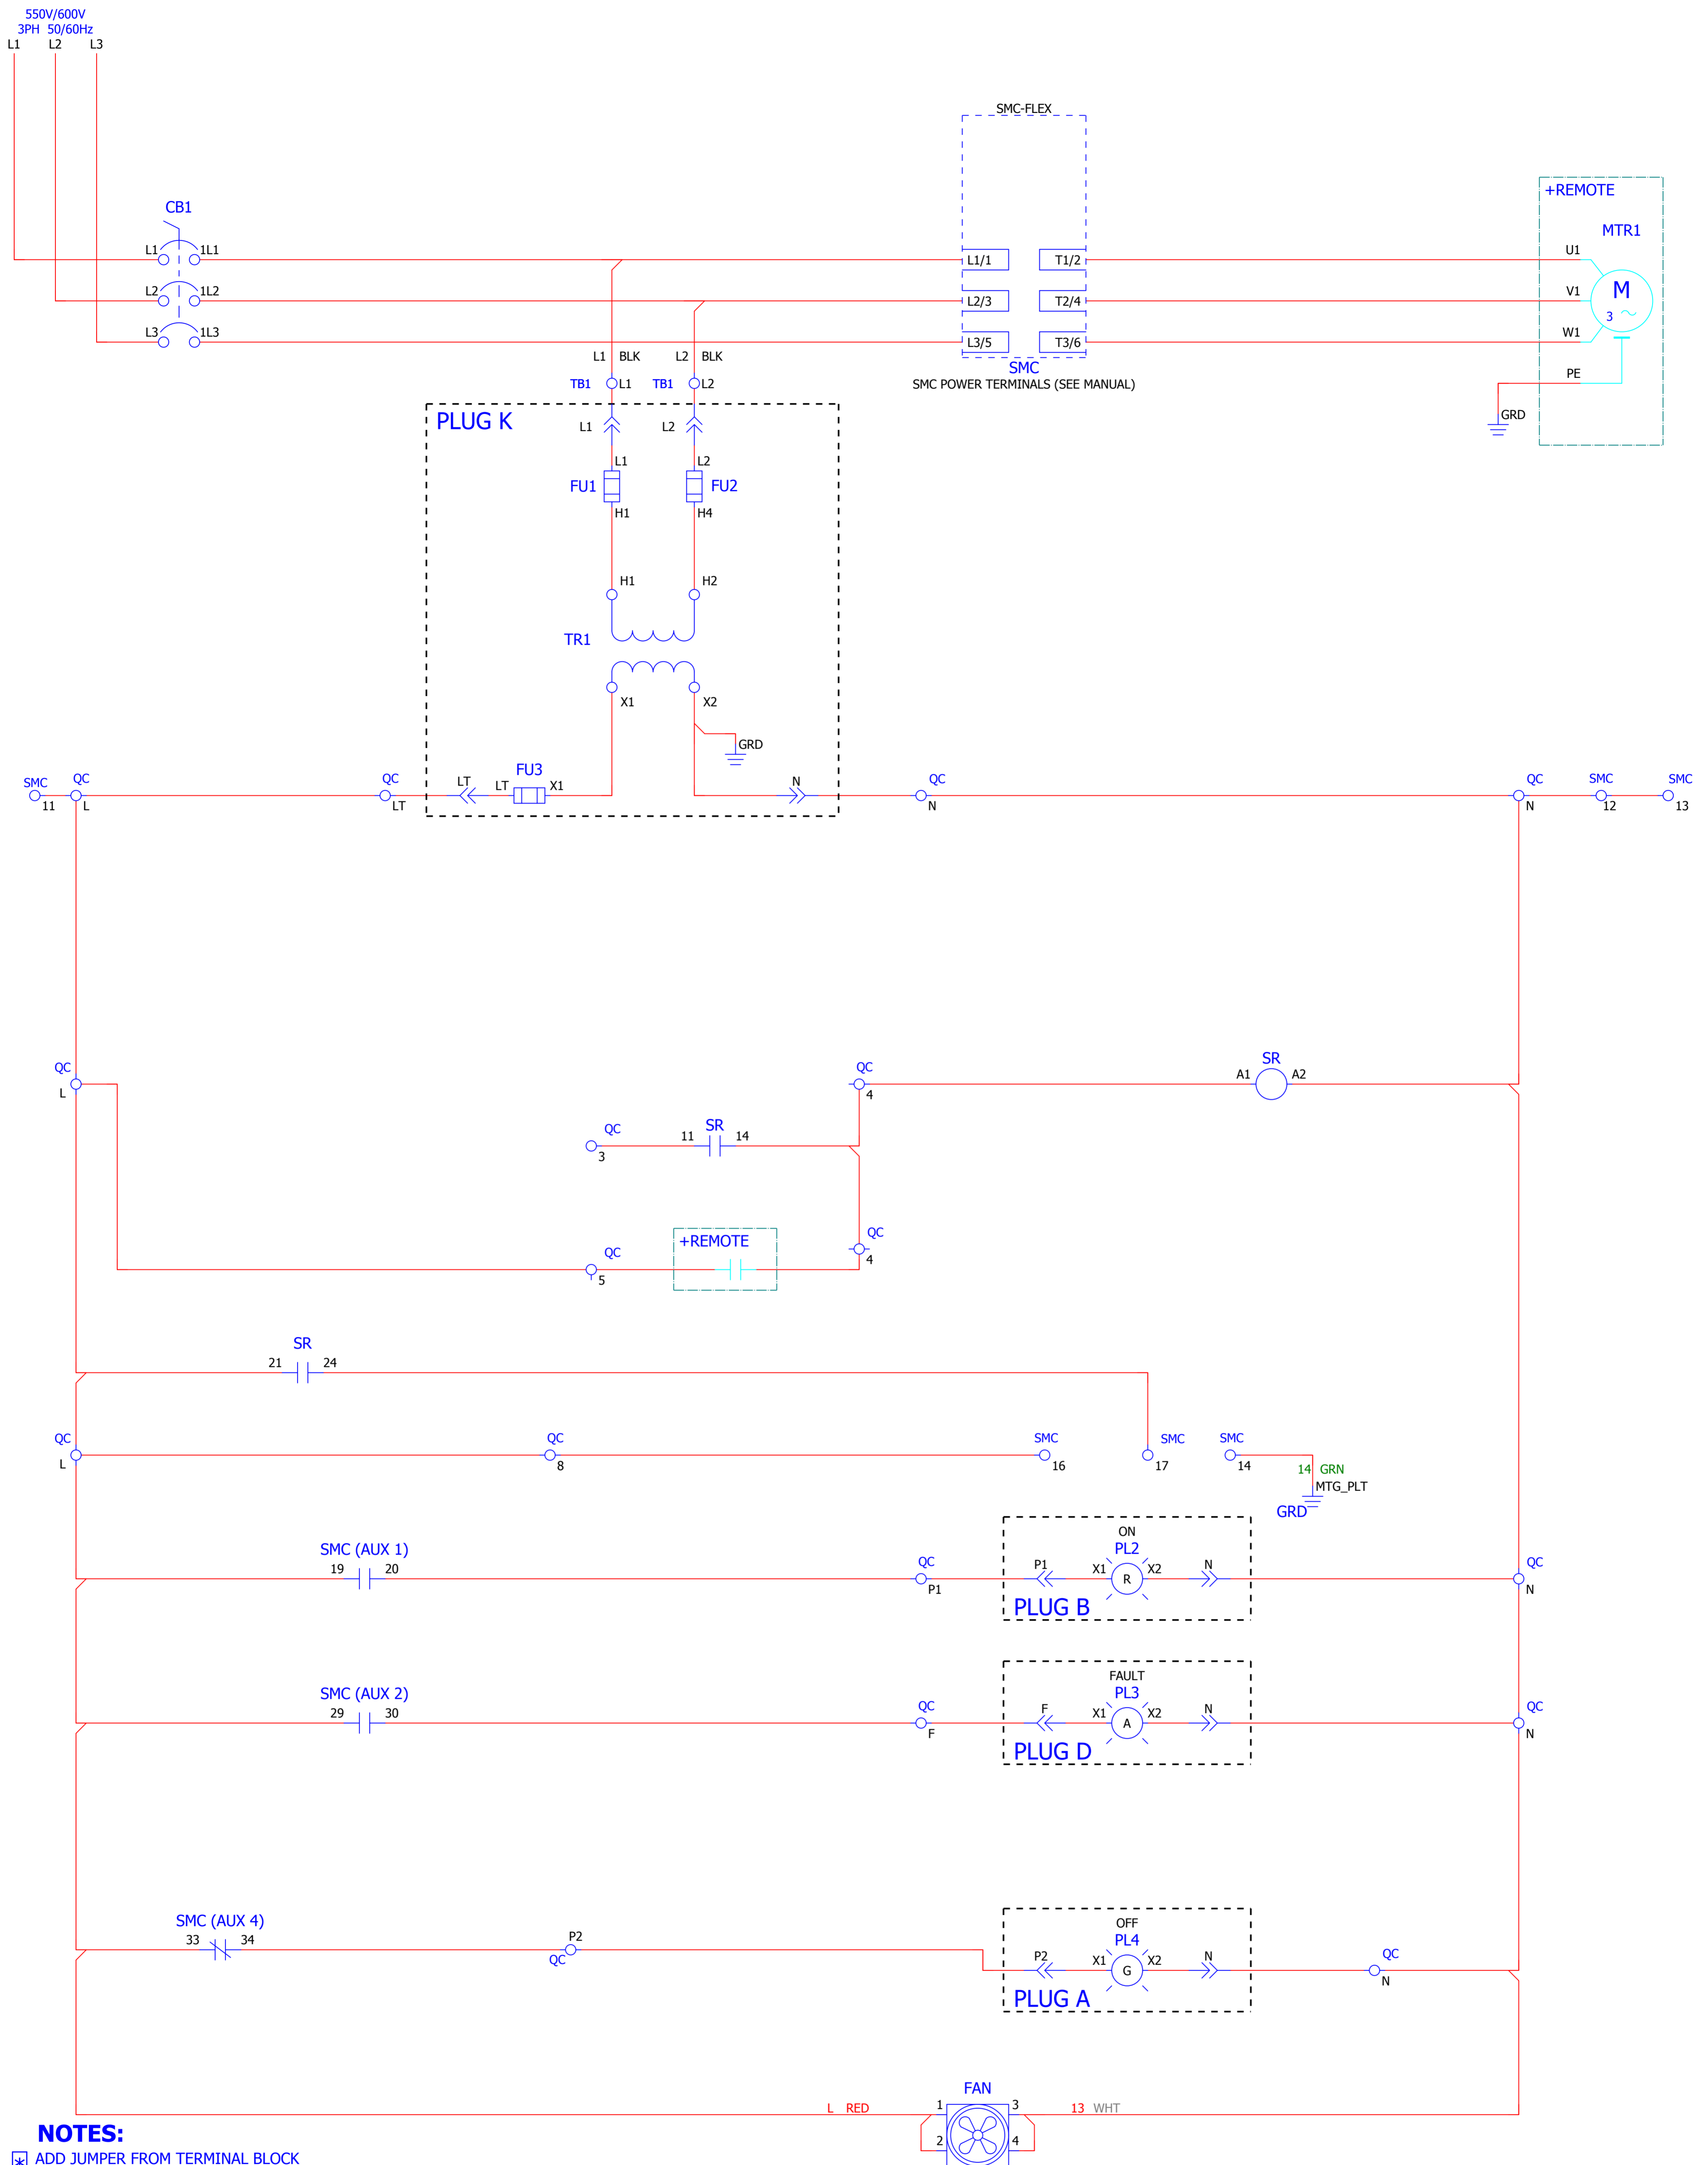 550V/600V
3PH 50/60Hz
L1 L2 L3
SMC-FLEX
+REMOTE
CB1
MTR1
L1 1L1 L1/1 T1/2 U1
L2 1L2 L2/3 T2/4 V1
M
3
L3 1L3 L3/5 T3/6 W1
L1 BLK L2 BLK
SMC
SMC POWER TERMINALS (SEE MANUAL)
PE
TB1 L1 TB1 L2
GRD
PLUG K
L1 L2
L1 L2
FU1 FU2
H1 H4
H1 H2
TR1
X1 X2
GRD
SMC QC QC LT LT FU3 X1 N QC QC SMC SMC
11 L LT N N 12 13
QC QC SR
L 4 A1 A2
QC 11 SR 14
3
QC +REMOTE QC
5 4
SR
21 24
QC QC SMC SMC SMC
L 8 16 17 14
14 GRN
MTG_PLT
GRD
ON
SMC (AUX 1) PL2
19 20 QC P1 X1 R X2 N QC
P1 N
PLUG B
FAULT
SMC (AUX 2) PL3
29 30 QC F X1 A X2 N QC
F N
PLUG D
OFF
SMC (AUX 4) PL4
33 34 P2 P2 X1 G X2 N QC
QC N
PLUG A
FAN
L RED 1 3 13 WHT
2 4
NOTES:
* ADD JUMPER FROM TERMINAL BLOCK